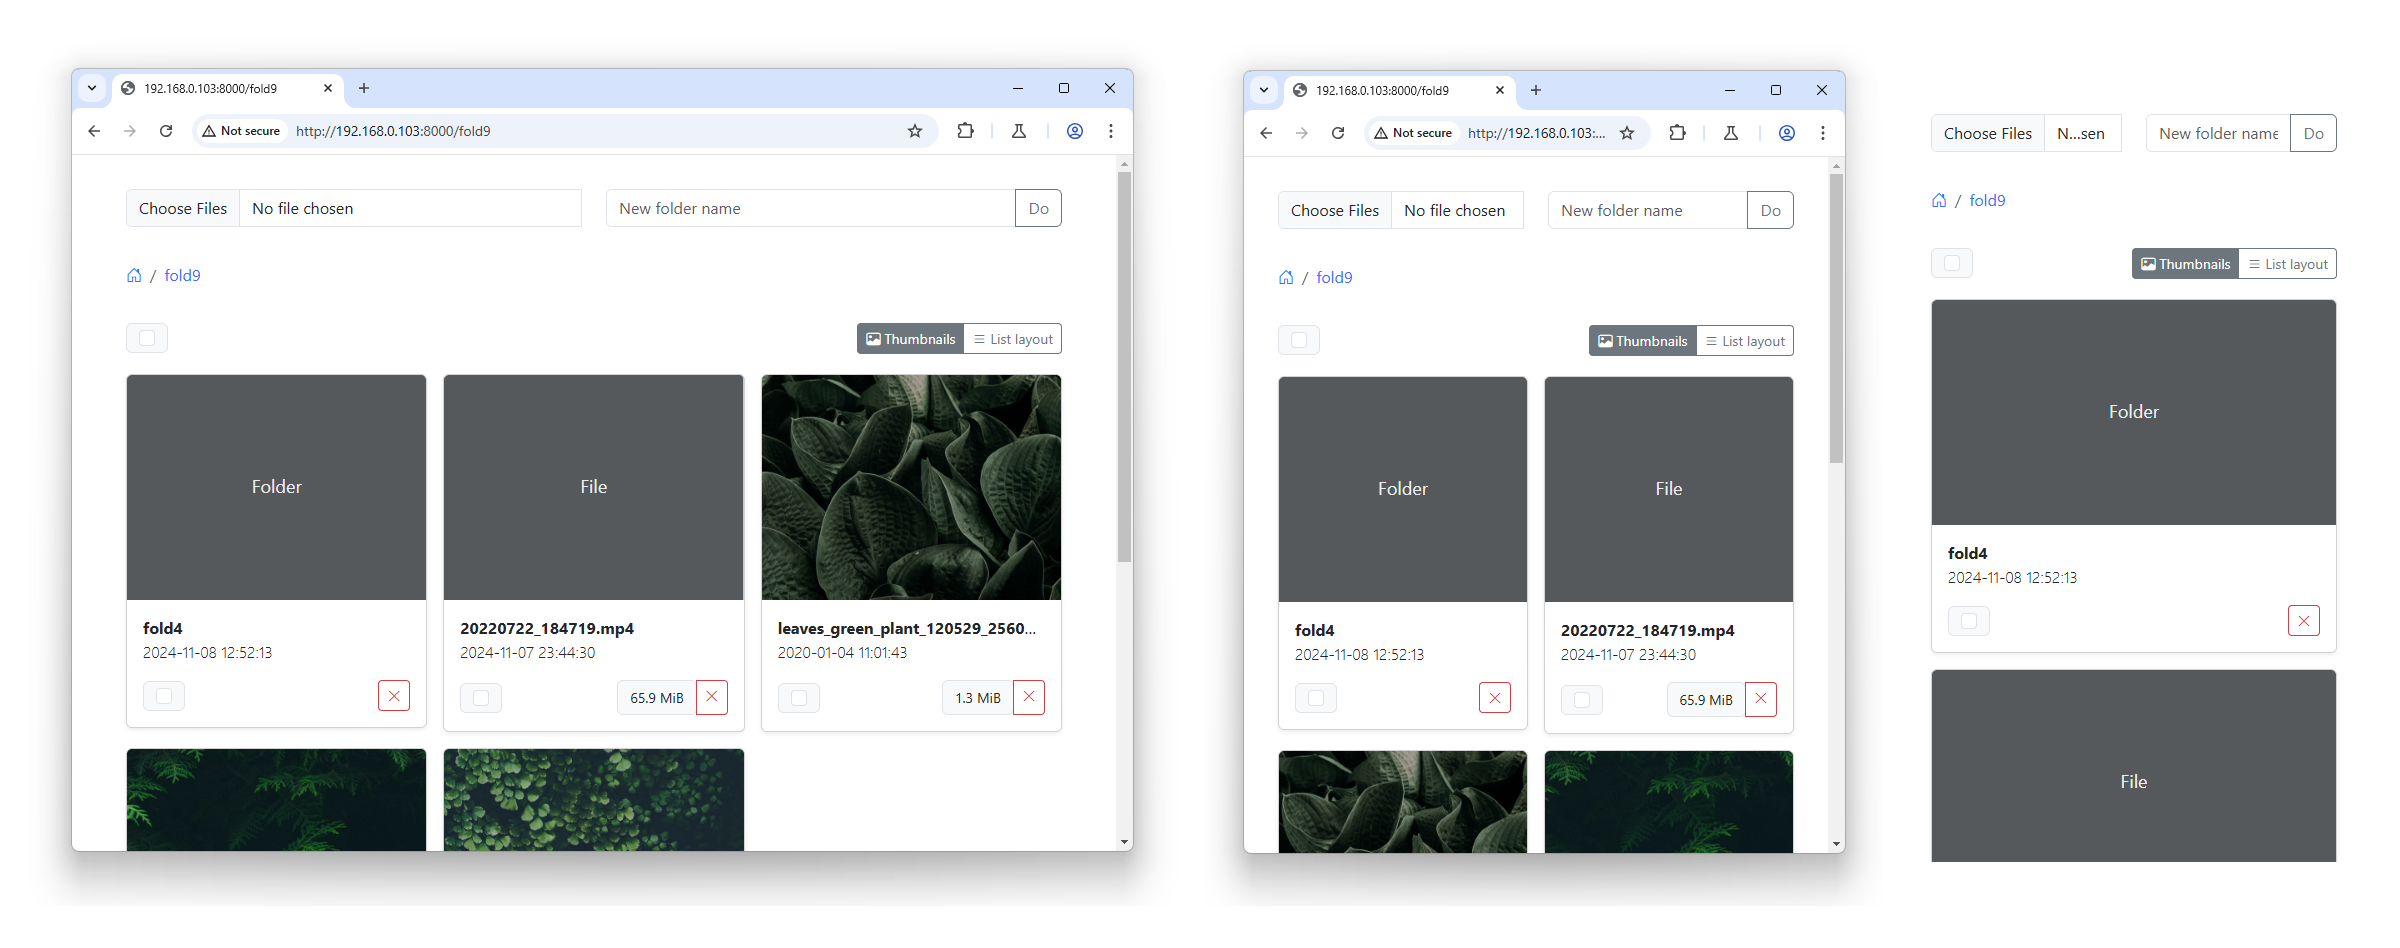 192.168.0.103:8000/fold9
Not secure http://192.168.0.103:8000/fold9
Choose Files No file chosen New folder name Do
/ fold9
Thumbnails List layout
Folder File
fold4 20220722_184719.mp4 leaves_green_plant_120529_2560...
2024-11-08 12:52:13 2024-11-07 23:44:30 2020-01-04 11:01:43
65.9 MiB 1.3 MiB
192.168.0.103:8000/fold9
Not secure http://192.168.0.103:...
Choose Files No file chosen New folder name Do
/ fold9
Thumbnails List layout
Folder File
fold4 20220722_184719.mp4
2024-11-08 12:52:13 2024-11-07 23:44:30
65.9 MiB
Choose Files N...sen New folder name Do
/ fold9
Thumbnails List layout
Folder
fold4
2024-11-08 12:52:13
File